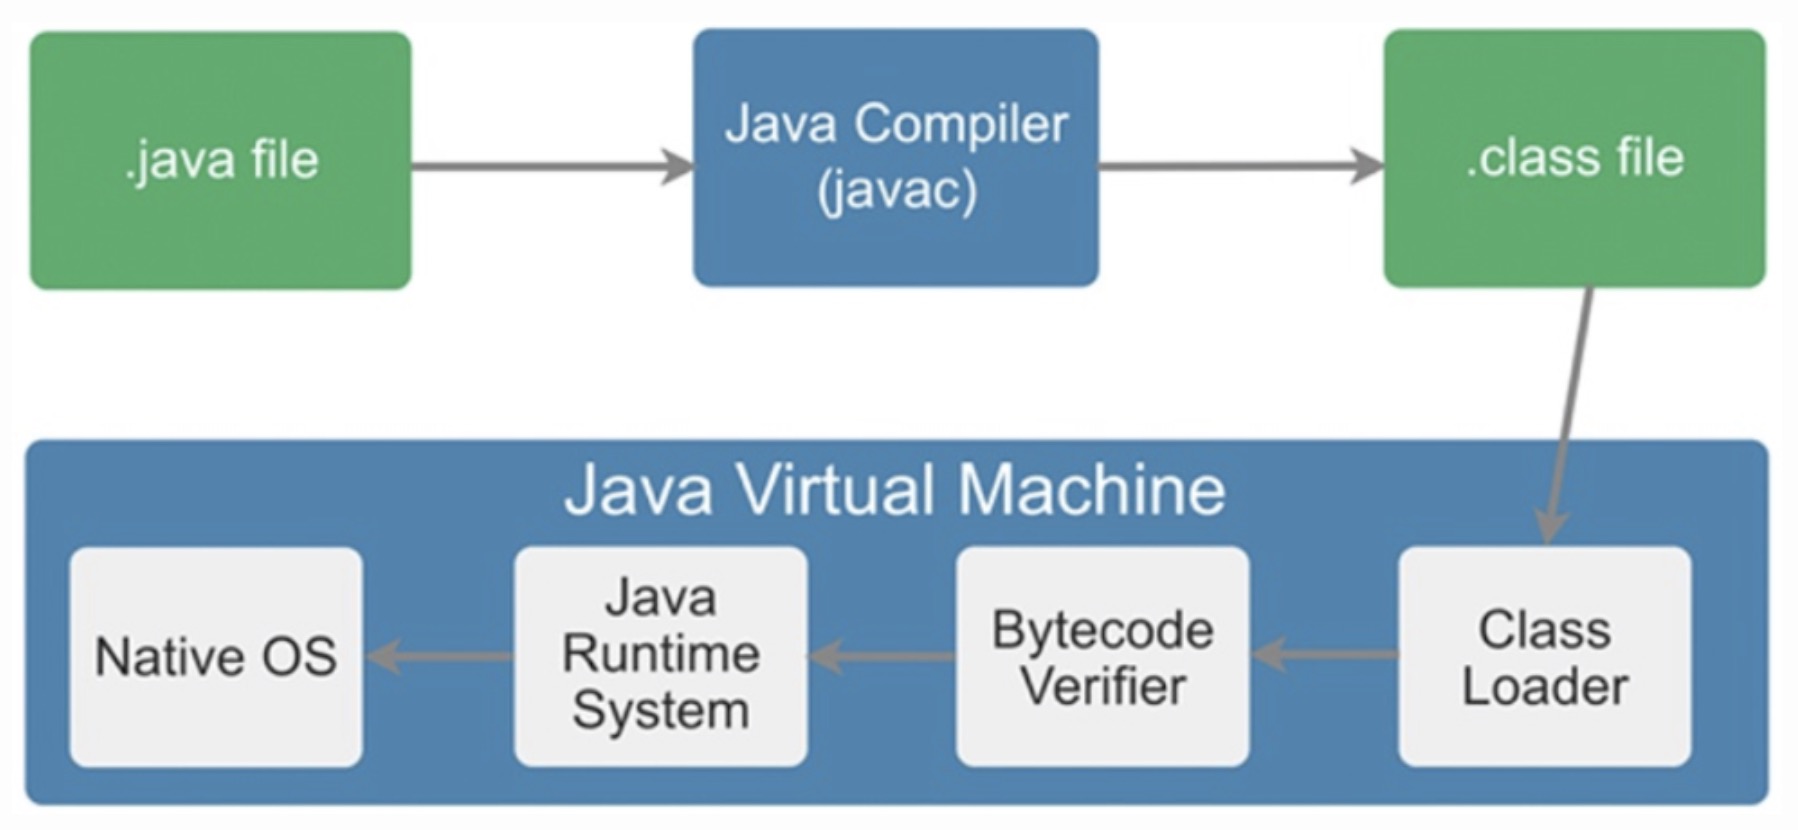 .java file
Java Compiler
(javac)
.class file
Java Virtual Machine
Native OS
Java
Runtime
System
Bytecode
Verifier
Class
Loader